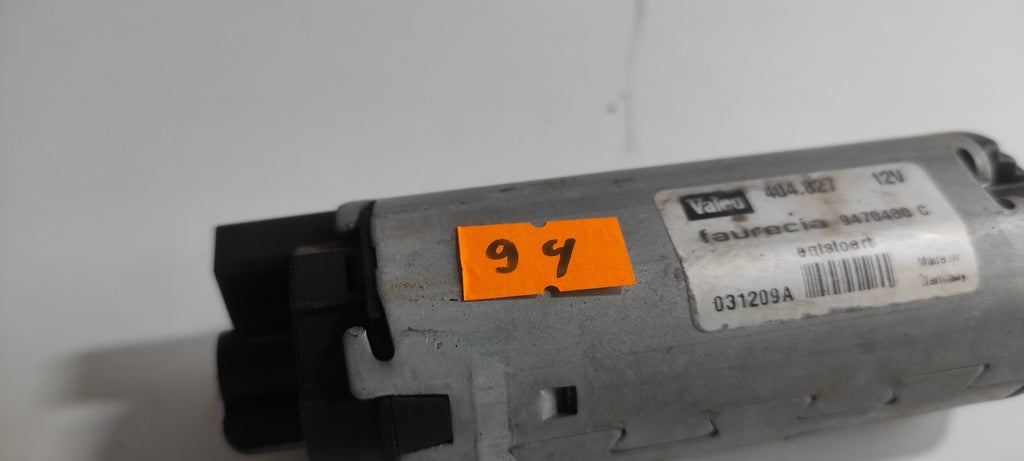 94
Valeo 404.827 12V
faurecia 9470480 C
entstoert
031209A
Made in
Germany